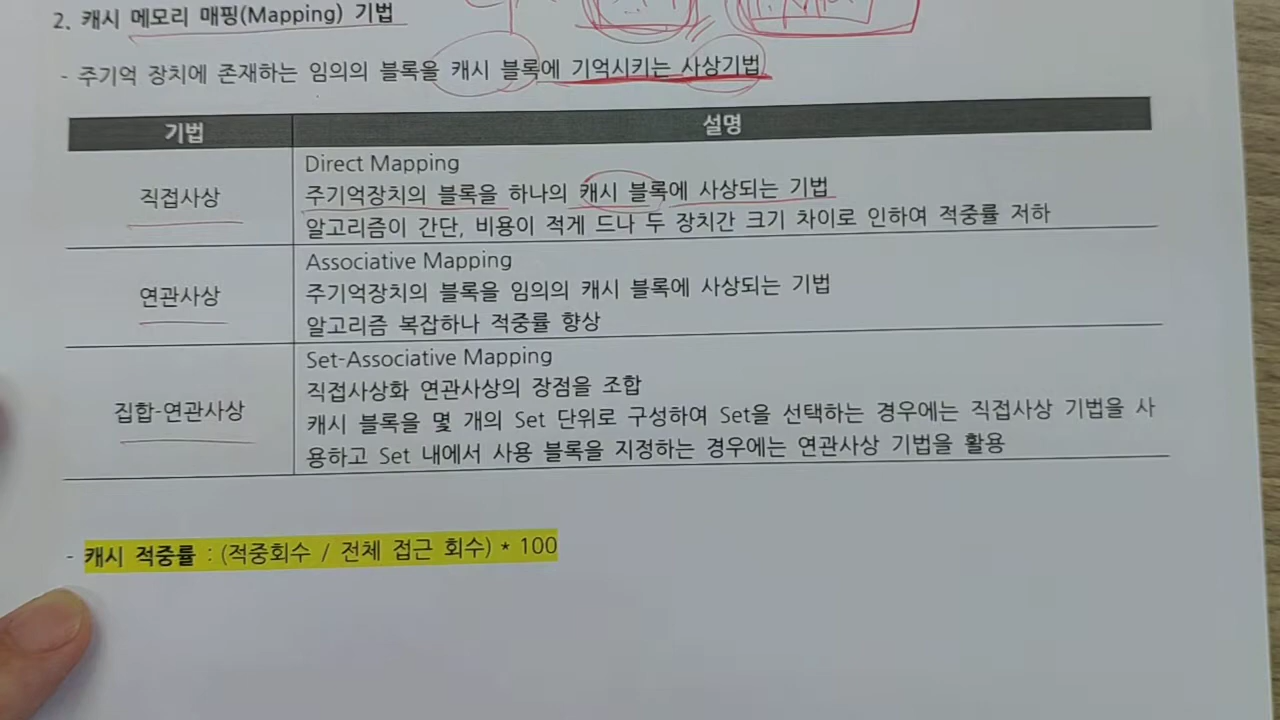 2. 캐시 메모리 매핑(Mapping) 기법
- 주기억 장치에 존재하는 임의의 블록을 캐시 블록에 기억시키는 사상기법
기법 설명
직접사상
Direct Mapping
주기억장치의 블록을 하나의 캐시 블록에 사상되는 기법
알고리즘이 간단, 비용이 적게 드나 두 장치간 크기 차이로 인하여 적중률 저하
연관사상
Associative Mapping
주기억장치의 블록을 임의의 캐시 블록에 사상되는 기법
알고리즘 복잡하나 적중률 향상
집합-연관사상
Set-Associative Mapping
직접사상화 연관사상의 장점을 조합
캐시 블록을 몇 개의 Set 단위로 구성하여 Set을 선택하는 경우에는 직접사상 기법을 사
용하고 Set 내에서 사용 블록을 지정하는 경우에는 연관사상 기법을 활용
- 캐시 적중률 : (적중회수 / 전체 접근 회수) * 100